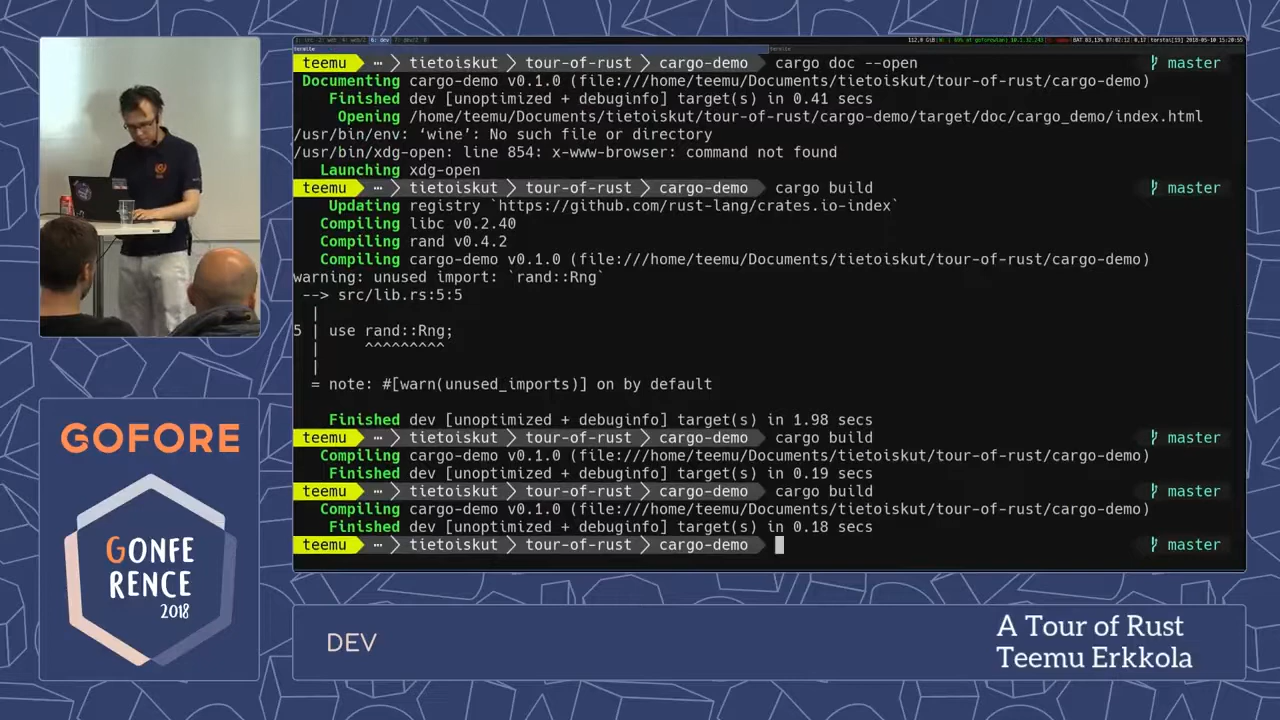 teemu ⋯ tietoiskut tour-of-rust cargo-demo cargo doc --open master
Documenting cargo-demo v0.1.0 (file:///home/teemu/Documents/tietoiskut/tour-of-rust/cargo-demo)
Finished dev [unoptimized + debuginfo] target(s) in 0.41 secs
Opening /home/teemu/Documents/tietoiskut/tour-of-rust/cargo-demo/target/doc/cargo_demo/index.html
/usr/bin/env: ‘wine’: No such file or directory
/usr/bin/xdg-open: line 854: x-www-browser: command not found
Launching xdg-open
teemu ⋯ tietoiskut tour-of-rust cargo-demo cargo build master
Updating registry `https://github.com/rust-lang/crates.io-index`
Compiling libc v0.2.40
Compiling rand v0.4.2
Compiling cargo-demo v0.1.0 (file:///home/teemu/Documents/tietoiskut/tour-of-rust/cargo-demo)
warning: unused import: `rand::Rng`
--> src/lib.rs:5:5
|
5 | use rand::Rng;
| ^^^^^^^^^
|
= note: #[warn(unused_imports)] on by default
Finished dev [unoptimized + debuginfo] target(s) in 1.98 secs
teemu ⋯ tietoiskut tour-of-rust cargo-demo cargo build master
Compiling cargo-demo v0.1.0 (file:///home/teemu/Documents/tietoiskut/tour-of-rust/cargo-demo)
Finished dev [unoptimized + debuginfo] target(s) in 0.19 secs
teemu ⋯ tietoiskut tour-of-rust cargo-demo cargo build master
Compiling cargo-demo v0.1.0 (file:///home/teemu/Documents/tietoiskut/tour-of-rust/cargo-demo)
Finished dev [unoptimized + debuginfo] target(s) in 0.18 secs
teemu ⋯ tietoiskut tour-of-rust cargo-demo master
GOFORE
GONFE
RENCE
2018
DEV
A Tour of Rust
Teemu Erkkola